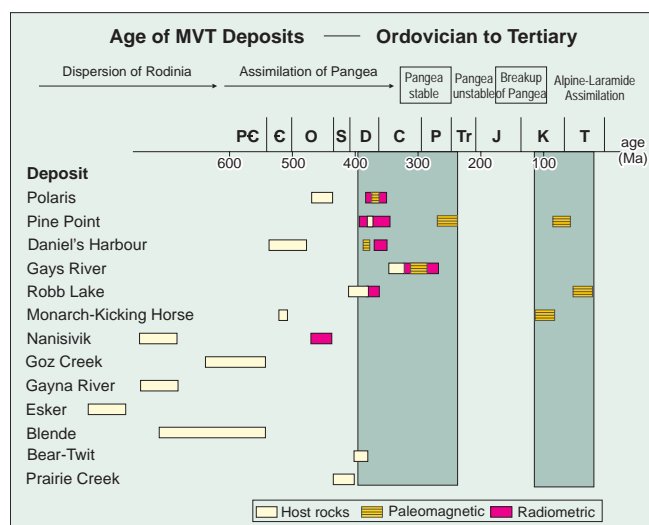 Age of MVT Deposits — Ordovician to Tertiary
Dispersion of Rodinia
Assimilation of Pangea
Pangea
stable
Pangea
unstable
Breakup
of Pangea
Alpine-Laramide
Assimilation
PЄ Є O S D C P Tr J K T
600 500 400 300 200 100
age
(Ma)
Deposit
Polaris
Pine Point
Daniel's Harbour
Gays River
Robb Lake
Monarch-Kicking Horse
Nanisivik
Goz Creek
Gayna River
Esker
Blende
Bear-Twit
Prairie Creek
Host rocks Paleomagnetic Radiometric